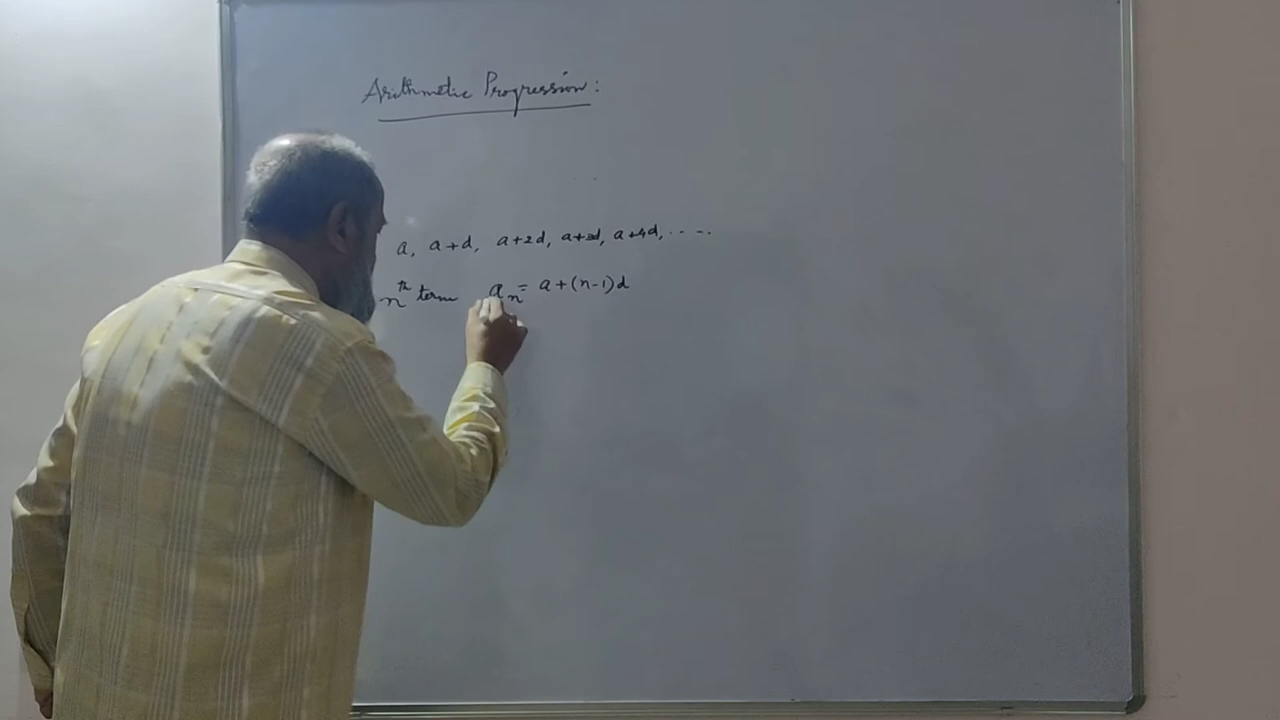 Arithmetic Progression:
a, a+d, a+2d, a+3d, a+4d, .....
nth term an = a+(n-1)d